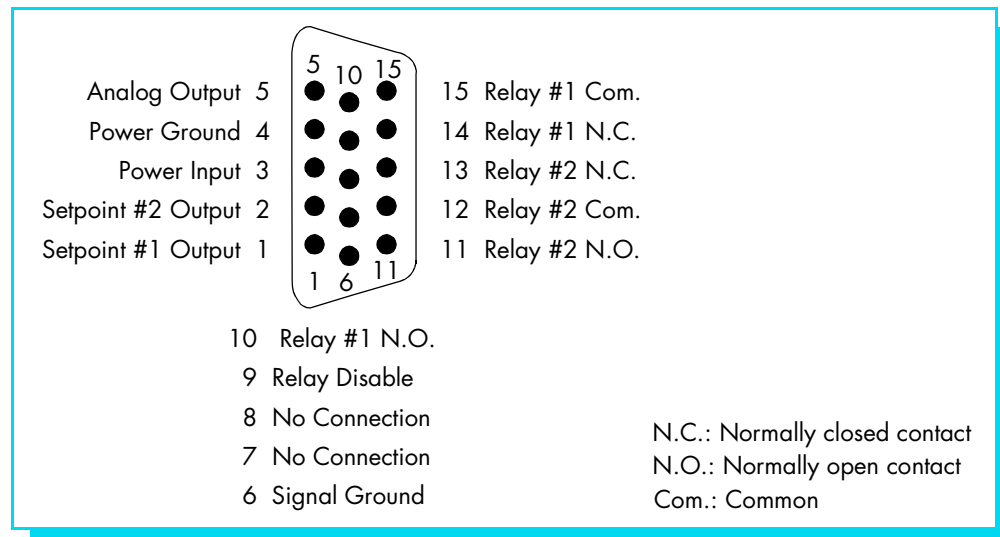 5 10 15
Analog Output 5
Power Ground 4
Power Input 3
Setpoint #2 Output 2
Setpoint #1 Output 1
15 Relay #1 Com.
14 Relay #1 N.C.
13 Relay #2 N.C.
12 Relay #2 Com.
11 Relay #2 N.O.
1 6 11
10 Relay #1 N.O.
9 Relay Disable
8 No Connection
7 No Connection
6 Signal Ground
N.C.: Normally closed contact
N.O.: Normally open contact
Com.: Common